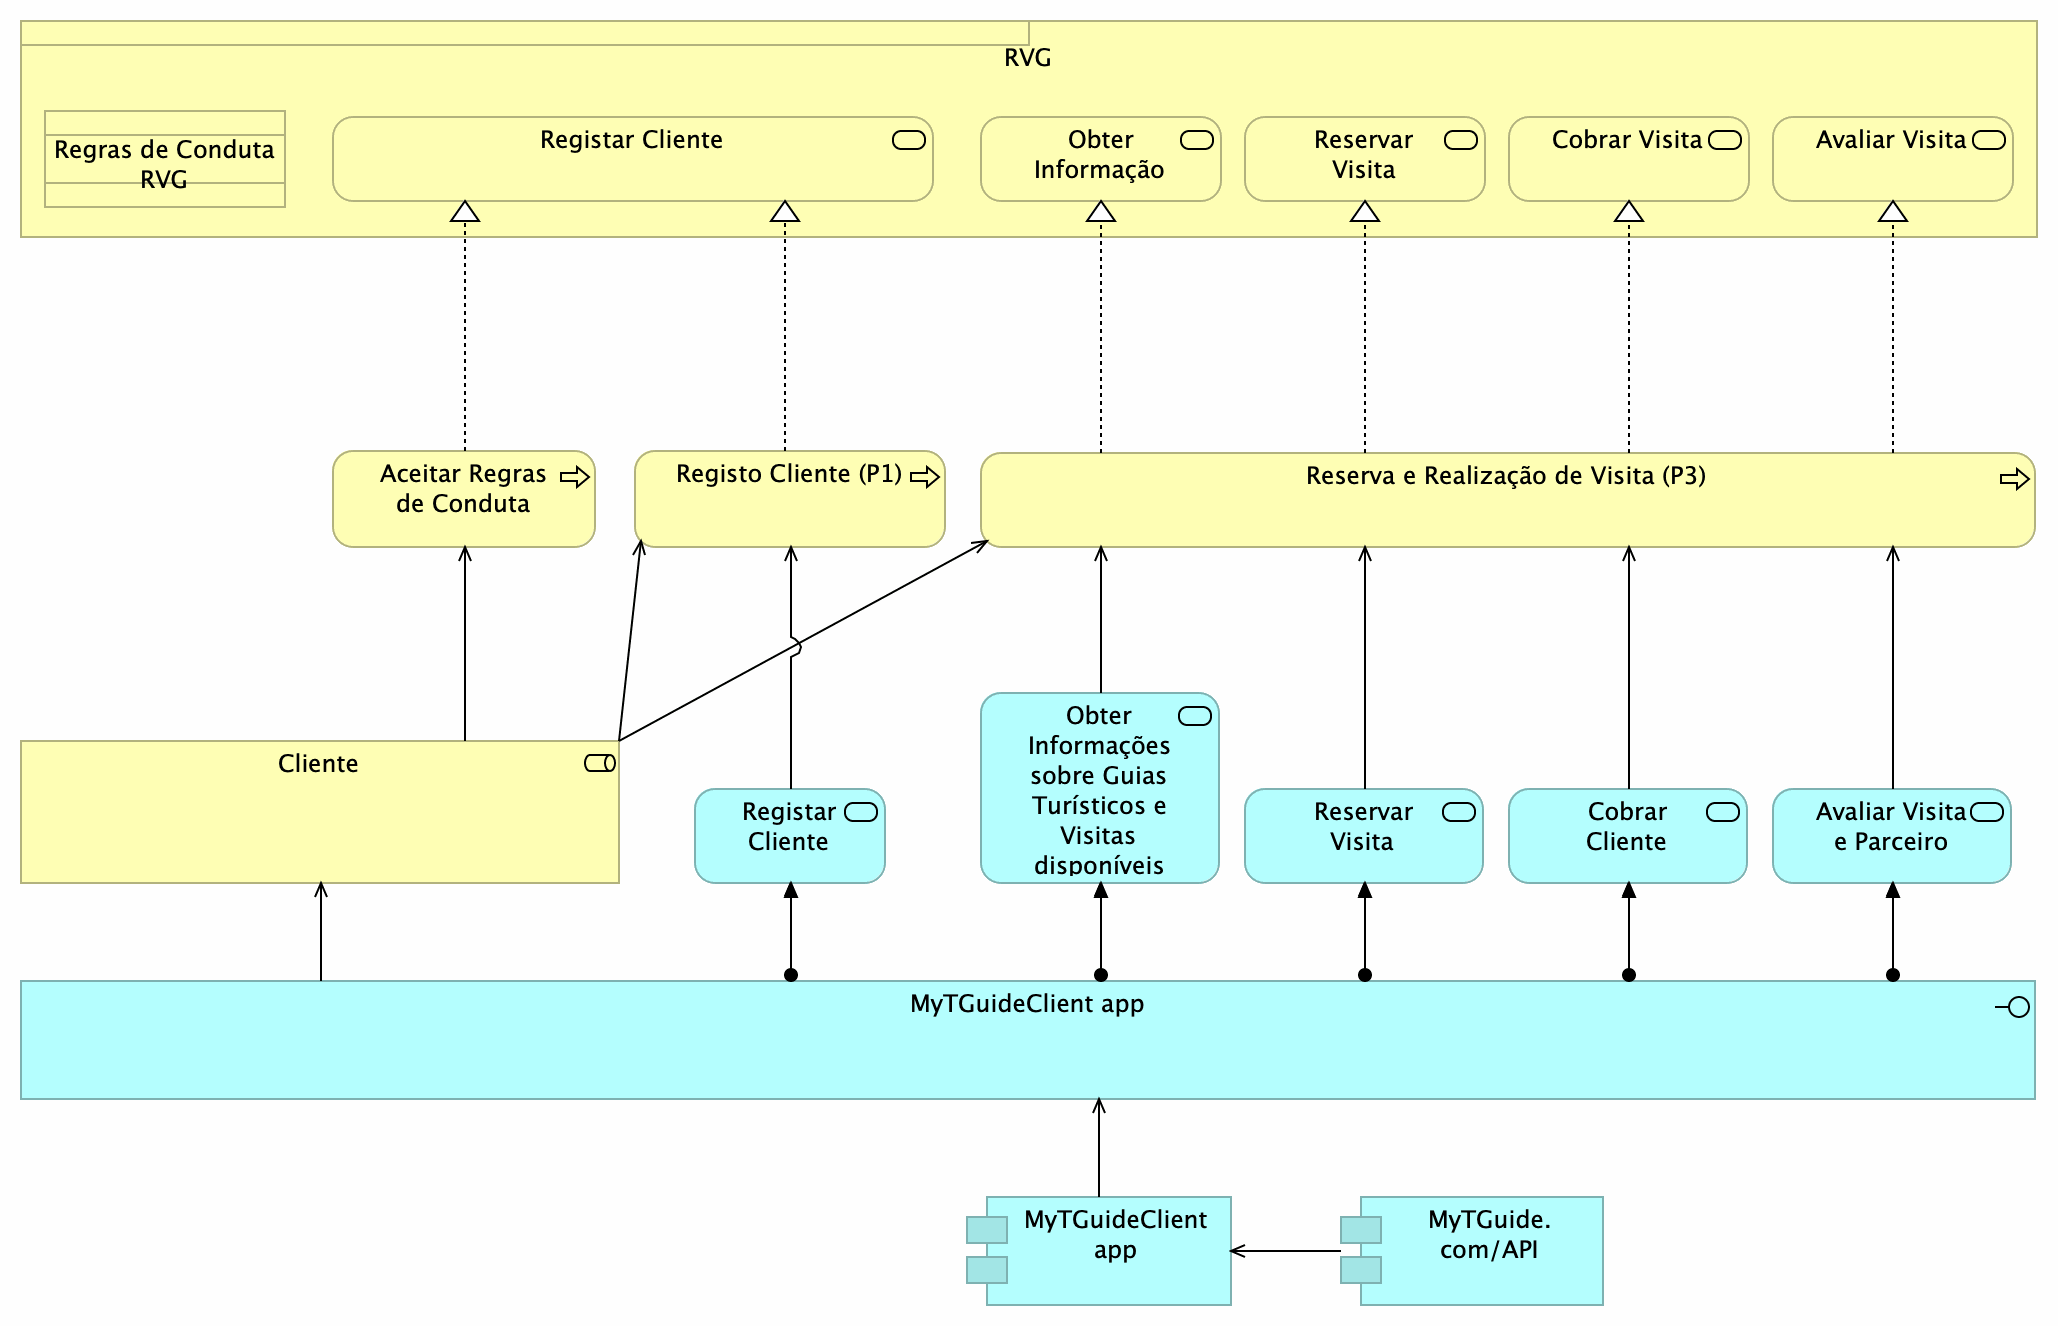 RVG
Regras de Conduta
RVG
Registar Cliente
Obter
Informação
Reservar
Visita
Cobrar Visita
Avaliar Visita
Aceitar Regras
de Conduta
Registo Cliente (P1)
Reserva e Realização de Visita (P3)
Cliente
Registar
Cliente
Obter
Informações
sobre Guias
Turísticos e
Visitas
disponíveis
Reservar
Visita
Cobrar
Cliente
Avaliar Visita
e Parceiro
MyTGuideClient app
MyTGuideClient
app
MyTGuide.
com/API